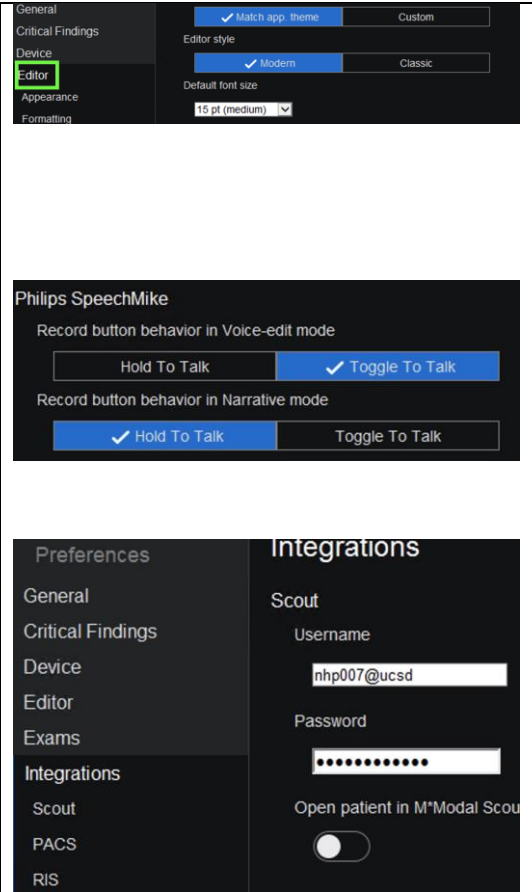 General
Critical Findings
Device
Editor
Appearance
Formatting
Match app. theme Custom
Editor style
Modern Classic
Default font size
15 pt (medium)
Philips SpeechMike
Record button behavior in Voice-edit mode
Hold To Talk Toggle To Talk
Record button behavior in Narrative mode
Hold To Talk Toggle To Talk
Preferences
General
Critical Findings
Device
Editor
Exams
Integrations
Scout
PACS
RIS
Integrations
Scout
Username
nhp007@ucsd
Password
••••••••••••
Open patient in M*Modal Scou